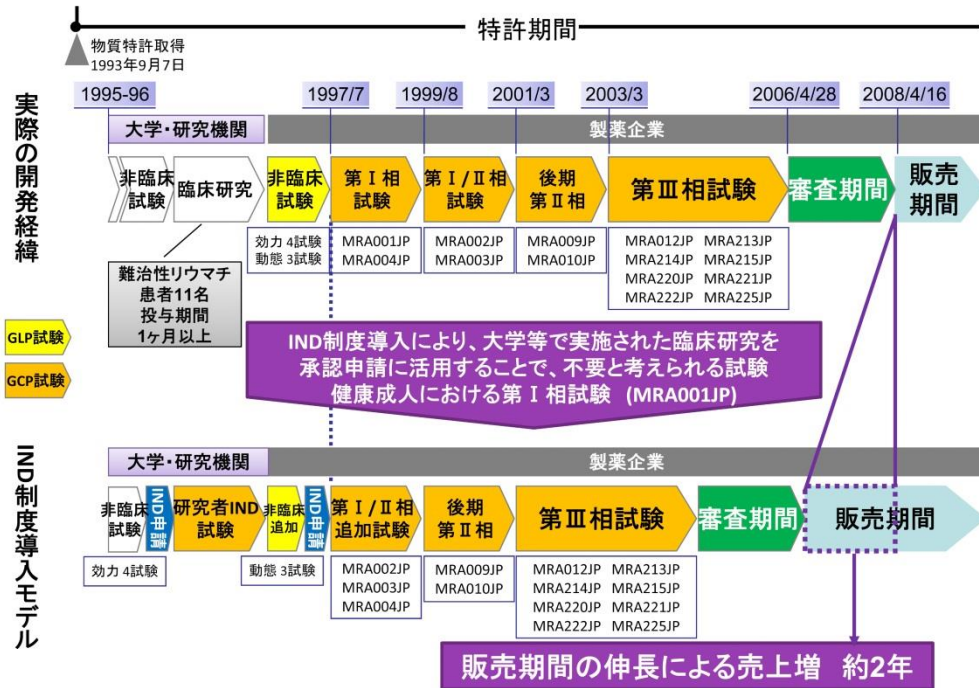 特許期間
物質特許取得
1993年9月7日
実際の開発経緯
1995-96
1997/7
1999/8
2001/3
2003/3
2006/4/28
2008/4/16
大学・研究機関
製薬企業
非臨床
試験
臨床研究
非臨床
試験
第Ⅰ相
試験
第Ⅰ/Ⅱ相
試験
後期
第Ⅱ相
第Ⅲ相試験
審査期間
販売
期間
効力 4試験
動態 3試験
MRA001JP
MRA004JP
MRA002JP
MRA003JP
MRA009JP
MRA010JP
MRA012JP MRA213JP
MRA214JP MRA215JP
MRA220JP MRA221JP
MRA222JP MRA225JP
難治性リウマチ
患者11名
投与期間
1ヶ月以上
GLP試験
GCP試験
IND制度導入により、大学等で実施された臨床研究を
承認申請に活用することで、不要と考えられる試験
健康成人における第Ⅰ相試験 (MRA001JP)
IND制度導入モデル
大学・研究機関
製薬企業
非臨床
試験
IND申請
研究者IND
試験
非臨床
追加
IND申請
第Ⅰ/Ⅱ相
追加試験
後期
第Ⅱ相
第Ⅲ相試験
審査期間
販売期間
効力 4試験
動態 3試験
MRA002JP
MRA003JP
MRA004JP
MRA009JP
MRA010JP
MRA012JP MRA213JP
MRA214JP MRA215JP
MRA220JP MRA221JP
MRA222JP MRA225JP
販売期間の伸長による売上増 約2年